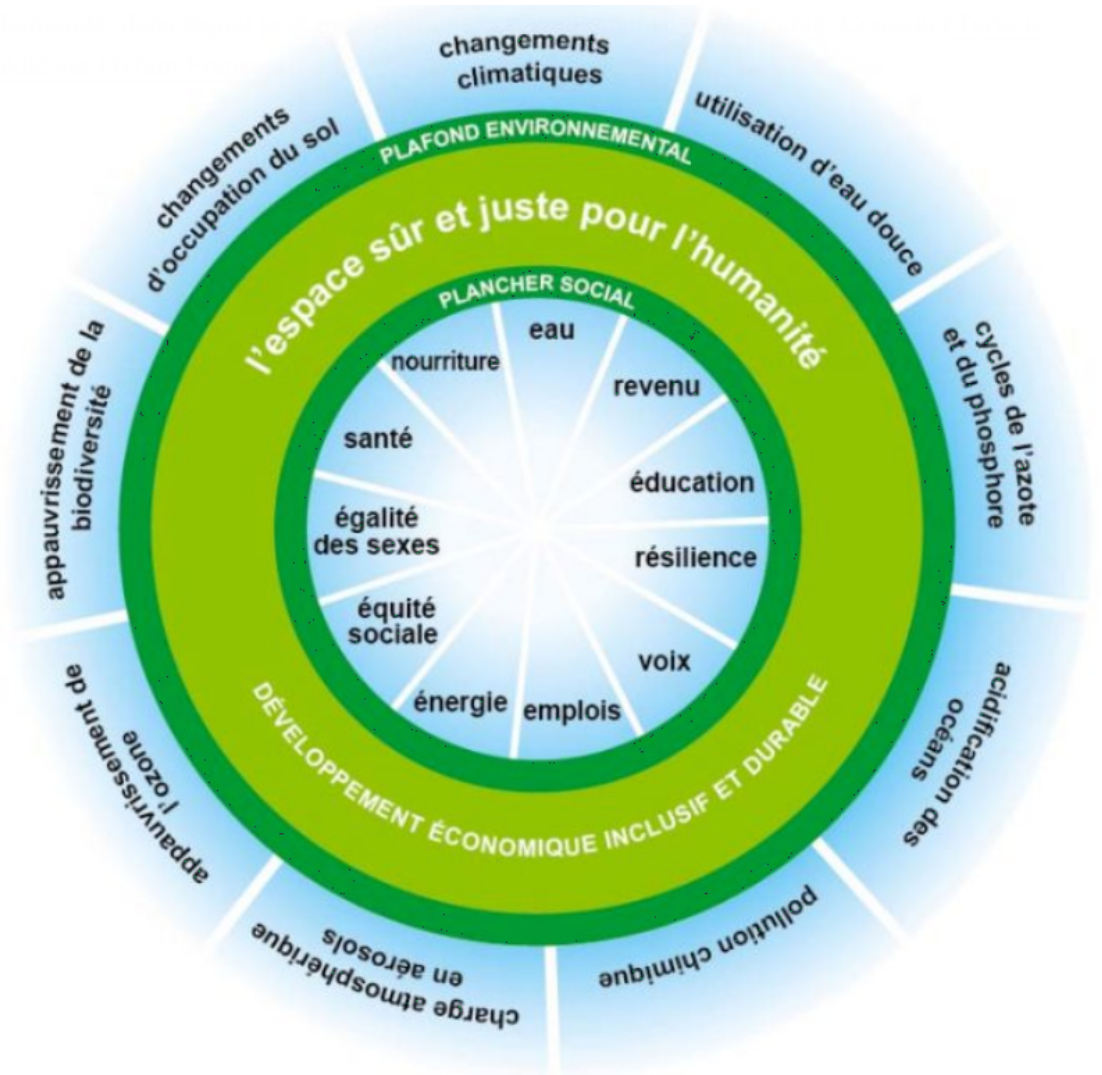 changements
climatiques
utilisation d'eau douce
cycles de l'azote
et du phosphore
acidification des
océans
pollution chimique
charge atmosphérique
en aérosols
appauvrissement de
l'ozone
appauvrissement de la
biodiversité
changements
d'occupation du sol
PLAFOND ENVIRONNEMENTAL
l'espace sûr et juste pour l'humanité
PLANCHER SOCIAL
eau
revenu
éducation
résilience
voix
emplois
énergie
équité
sociale
égalité
des sexes
santé
nourriture
DÉVELOPPEMENT ÉCONOMIQUE INCLUSIF ET DURABLE